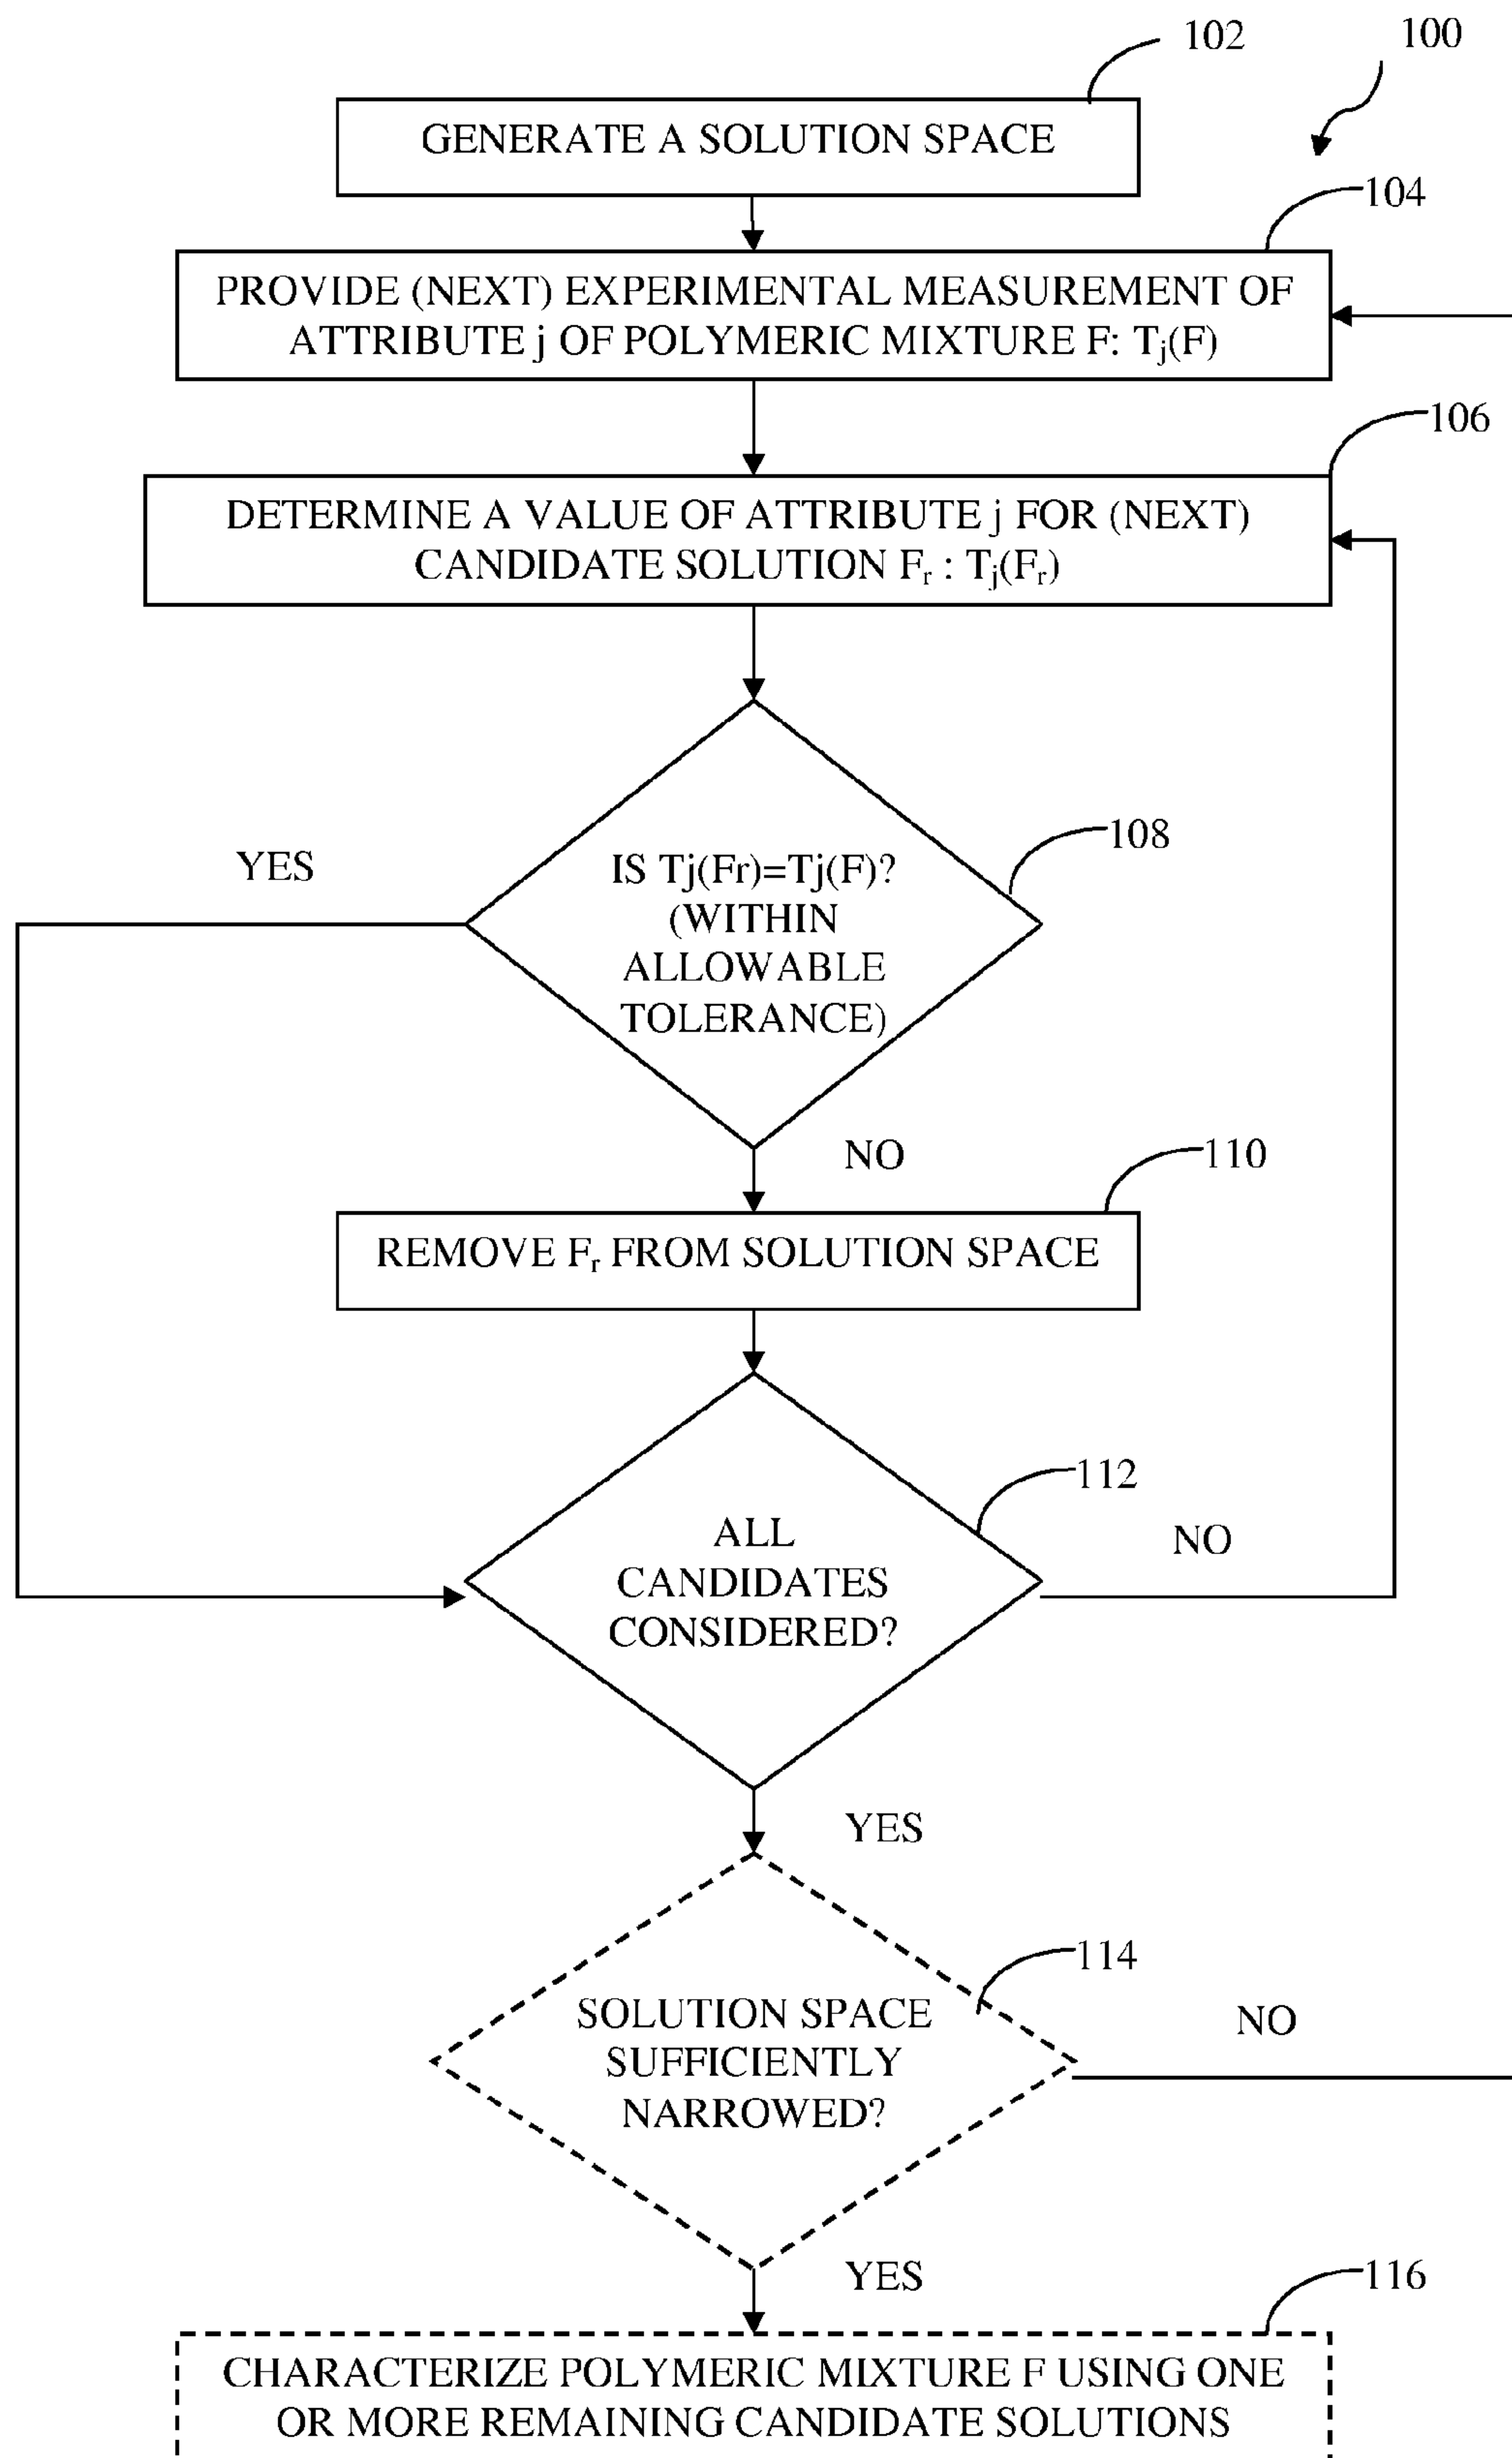 102
100
GENERATE A SOLUTION SPACE
104
PROVIDE (NEXT) EXPERIMENTAL MEASUREMENT OF
ATTRIBUTE j OF POLYMERIC MIXTURE F: Tj(F)
106
DETERMINE A VALUE OF ATTRIBUTE j FOR (NEXT)
CANDIDATE SOLUTION Fr : Tj(Fr)
108
YES
IS Tj(Fr)=Tj(F)?
(WITHIN
ALLOWABLE
TOLERANCE)
NO
110
REMOVE Fr FROM SOLUTION SPACE
112
NO
ALL
CANDIDATES
CONSIDERED?
YES
114
SOLUTION SPACE
SUFFICIENTLY
NARROWED?
NO
YES
116
CHARACTERIZE POLYMERIC MIXTURE F USING ONE
OR MORE REMAINING CANDIDATE SOLUTIONS